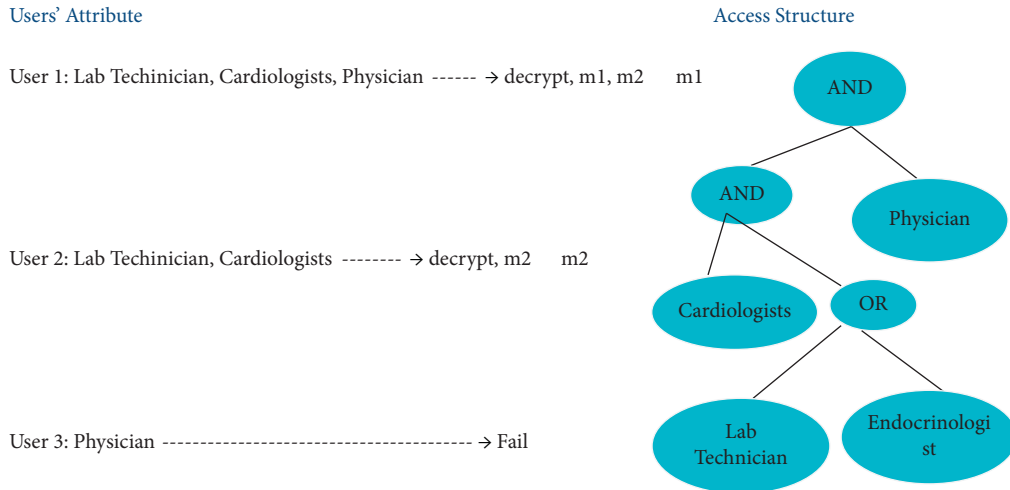 Users’ Attribute
Access Structure
User 1: Lab Techinician, Cardiologists, Physician ------ → decrypt, m1, m2 m1
AND
AND
Physician
User 2: Lab Techinician, Cardiologists -------- → decrypt, m2 m2
Cardiologists
OR
User 3: Physician ----------------------------------------- → Fail
Lab
Technician
Endocrinologi
st